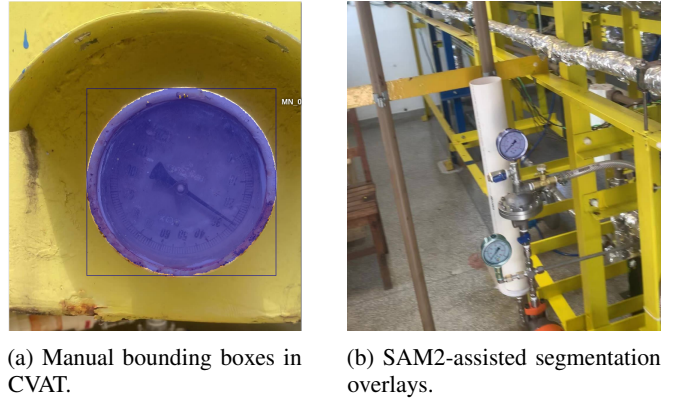 MN_0
(a) Manual bounding boxes in
CVAT.
(b) SAM2-assisted segmentation
overlays.